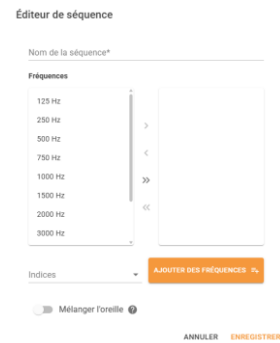 Éditeur de séquence
Nom de la séquence*
Fréquences
125 Hz
250 Hz
500 Hz
750 Hz
1000 Hz
1500 Hz
2000 Hz
3000 Hz
Indices
AJOUTER DES FRÉQUENCES
Mélanger l'oreille
ANNULER ENREGISTRER